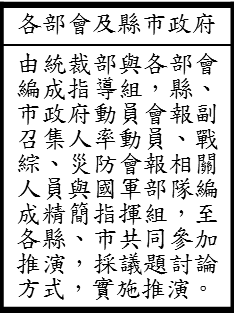 各部會及縣市政府
由統裁部與各部會
編成指導組，縣、
市政府動員會報副
召集人率動員、戰
綜、災防會報相關
人員與國軍部隊編
成精簡指揮組，至
各縣、市共同參加
推演，採議題討論
方式，實施推演。